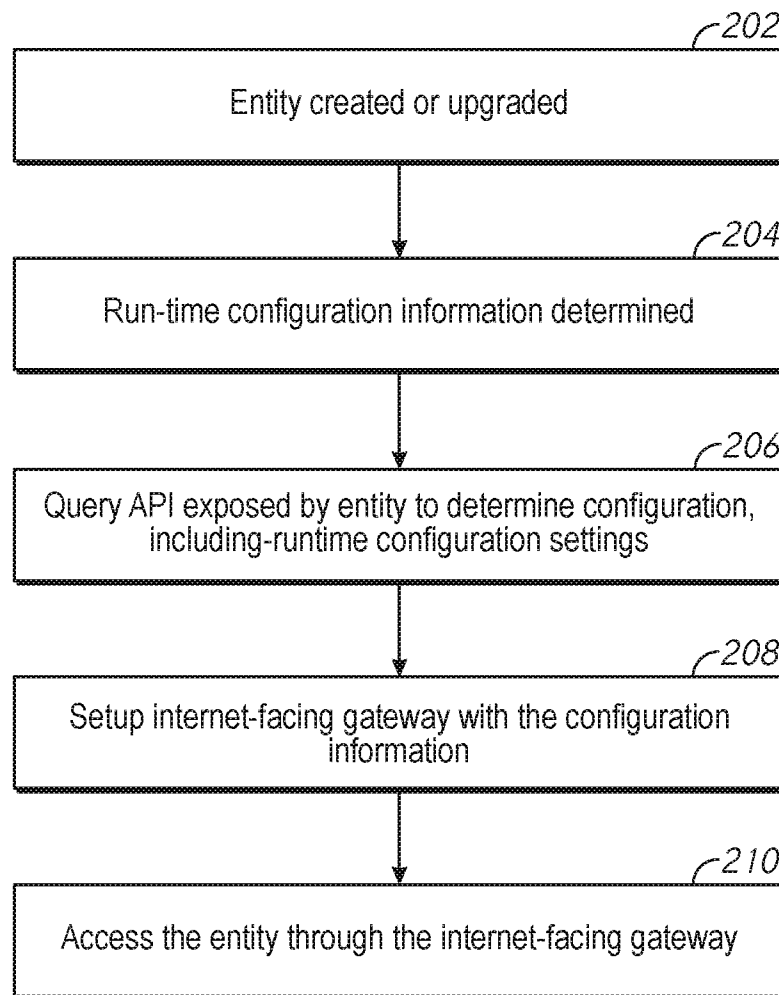 202
Entity created or upgraded
204
Run-time configuration information determined
206
Query API exposed by entity to determine configuration,
including-runtime configuration settings
208
Setup internet-facing gateway with the configuration
information
210
Access the entity through the internet-facing gateway